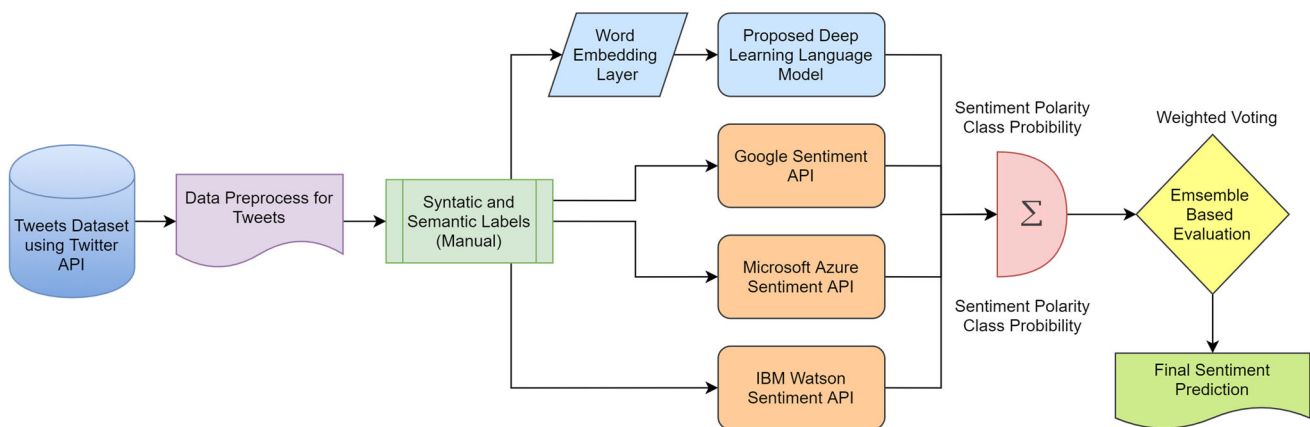 Tweets Dataset
using Twitter
API
Data Preprocess for
Tweets
Syntatic and
Semantic Labels
(Manual)
Word
Embedding
Layer
Proposed Deep
Learning Language
Model
Google Sentiment
API
Microsoft Azure
Sentiment API
IBM Watson
Sentiment API
Sentiment Polarity
Class Probibility
Σ
Sentiment Polarity
Class Probibility
Weighted Voting
Emsemble
Based
Evaluation
Final Sentiment
Prediction